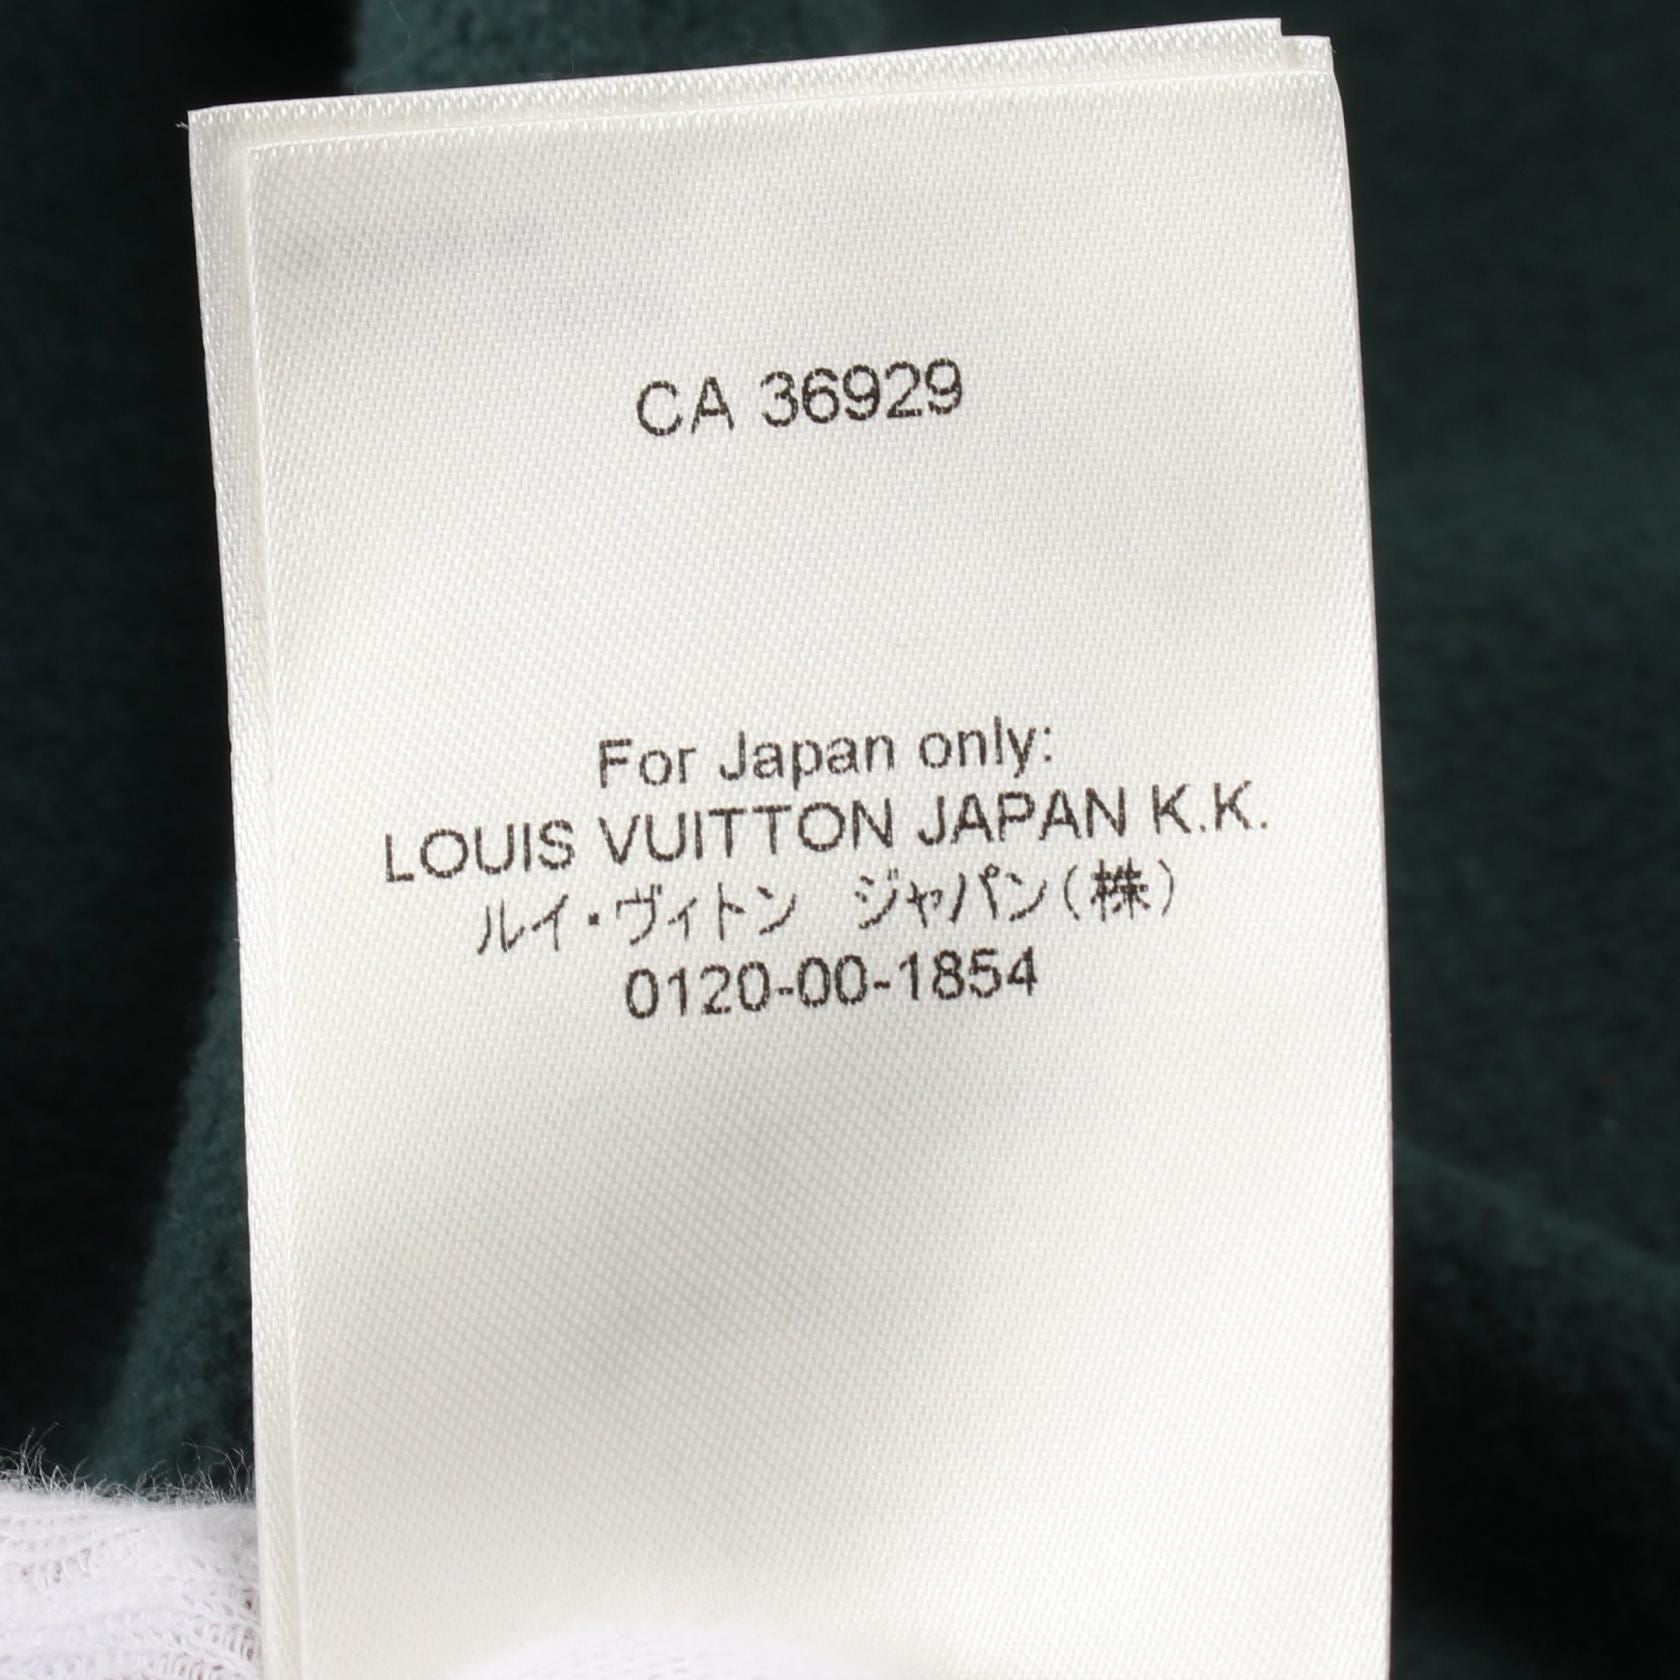 CA 36929
For Japan only:
LOUIS VUITTON JAPAN K.K.
ルイ・ヴィトン　ジャパン(株)
0120-00-1854